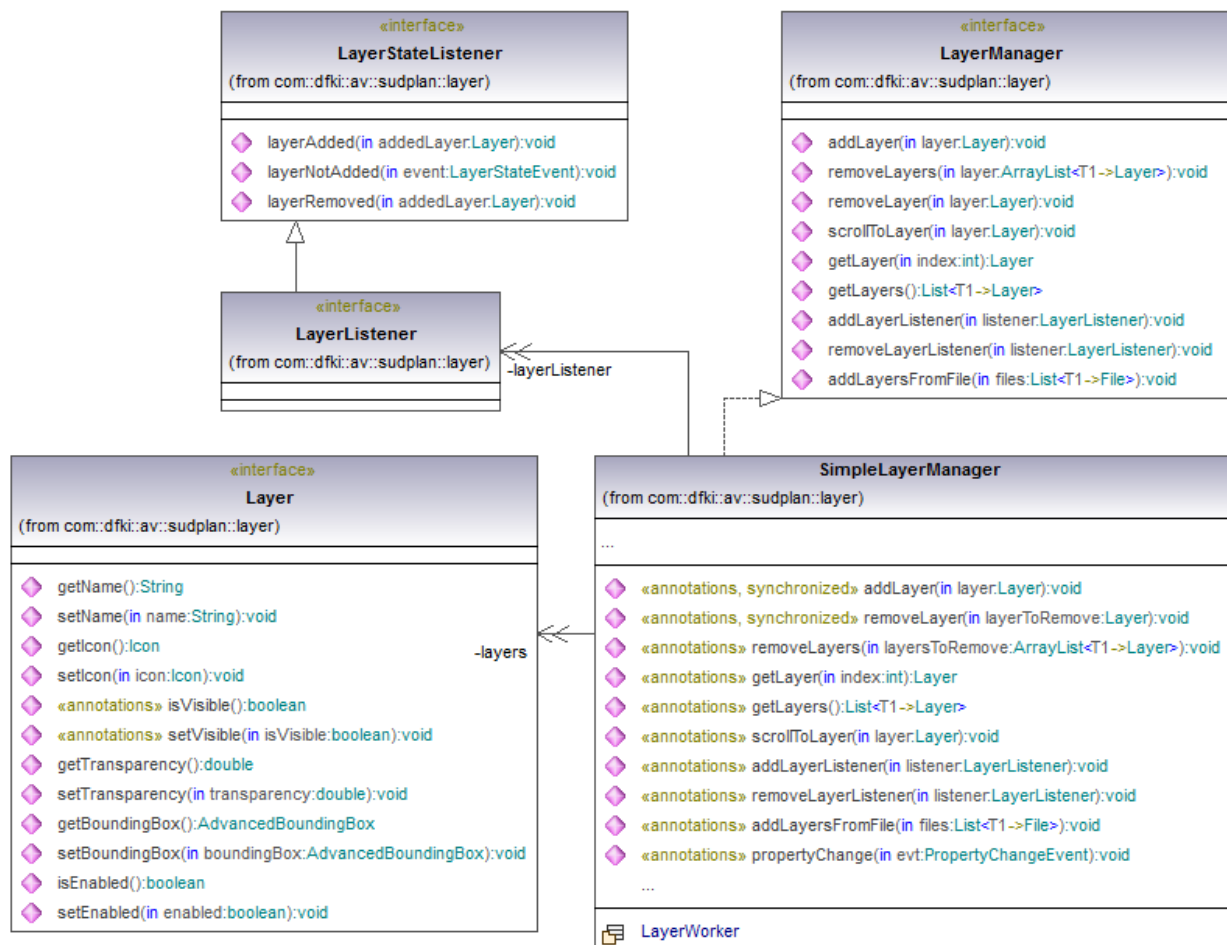 «interface»
LayerStateListener
(from com::dfki::av::sudplan::layer)
layerAdded(in addedLayer:Layer):void
layerNotAdded(in event:LayerStateEvent):void
layerRemoved(in addedLayer:Layer):void
«interface»
LayerManager
(from com::dfki::av::sudplan::layer)
addLayer(in layer:Layer):void
removeLayers(in layer:ArrayList<T1->Layer>):void
removeLayer(in layer:Layer):void
scrollToLayer(in layer:Layer):void
getLayer(in index:int):Layer
getLayers():List<T1->Layer>
addLayerListener(in listener:LayerListener):void
removeLayerListener(in listener:LayerListener):void
addLayersFromFile(in files:List<T1->File>):void
«interface»
LayerListener
(from com::dfki::av::sudplan::layer)
-layerListener
«interface»
Layer
(from com::dfki::av::sudplan::layer)
getName():String
setName(in name:String):void
getIcon():Icon
setIcon(in icon:Icon):void
«annotations» isVisible():boolean
«annotations» setVisible(in isVisible:boolean):void
getTransparency():double
setTransparency(in transparency:double):void
getBoundingBox():AdvancedBoundingBox
setBoundingBox(in boundingBox:AdvancedBoundingBox):void
isEnabled():boolean
setEnabled(in enabled:boolean):void
-layers
SimpleLayerManager
(from com::dfki::av::sudplan::layer)
...
«annotations, synchronized» addLayer(in layer:Layer):void
«annotations, synchronized» removeLayer(in layerToRemove:Layer):void
«annotations» removeLayers(in layersToRemove:ArrayList<T1->Layer>):void
«annotations» getLayer(in index:int):Layer
«annotations» getLayers():List<T1->Layer>
«annotations» scrollToLayer(in layer:Layer):void
«annotations» addLayerListener(in listener:LayerListener):void
«annotations» removeLayerListener(in listener:LayerListener):void
«annotations» addLayersFromFile(in files:List<T1->File>):void
«annotations» propertyChange(in evt:PropertyChangeEvent):void
...
LayerWorker